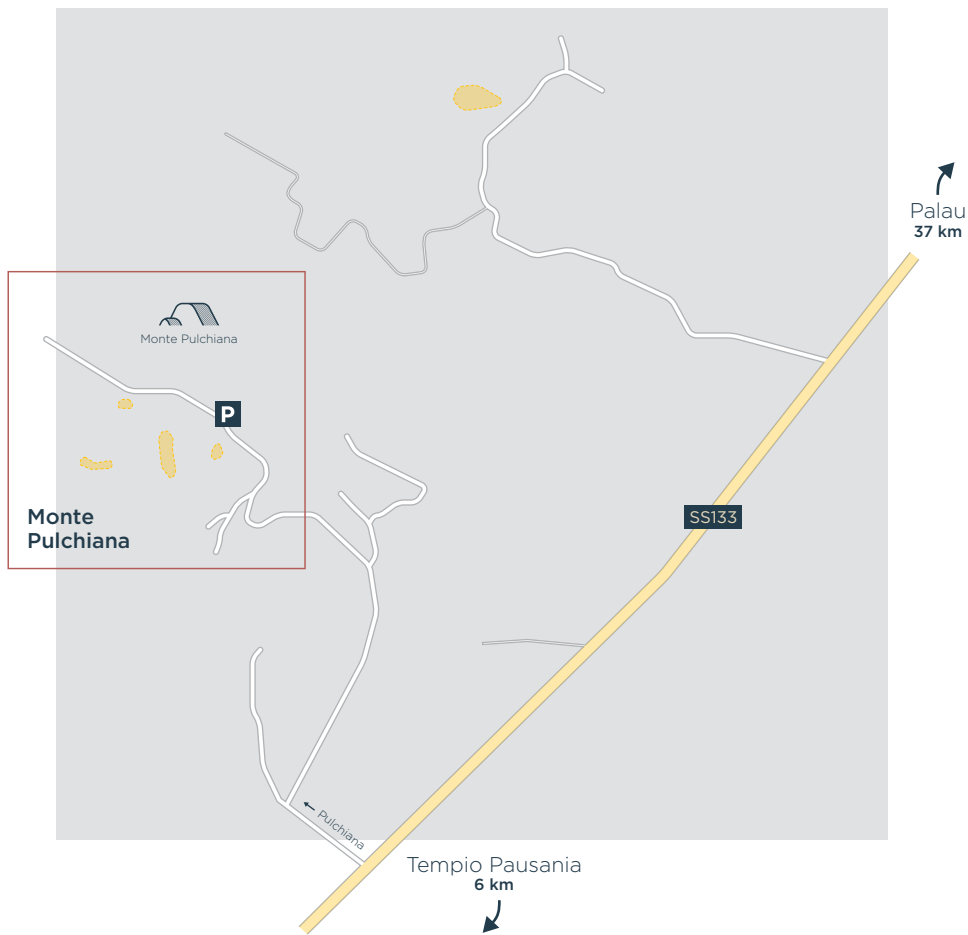 Palau
37 km
Monte Pulchiana
P
Monte
Pulchiana
SS133
Pulchiana
Tempio Pausania
6 km